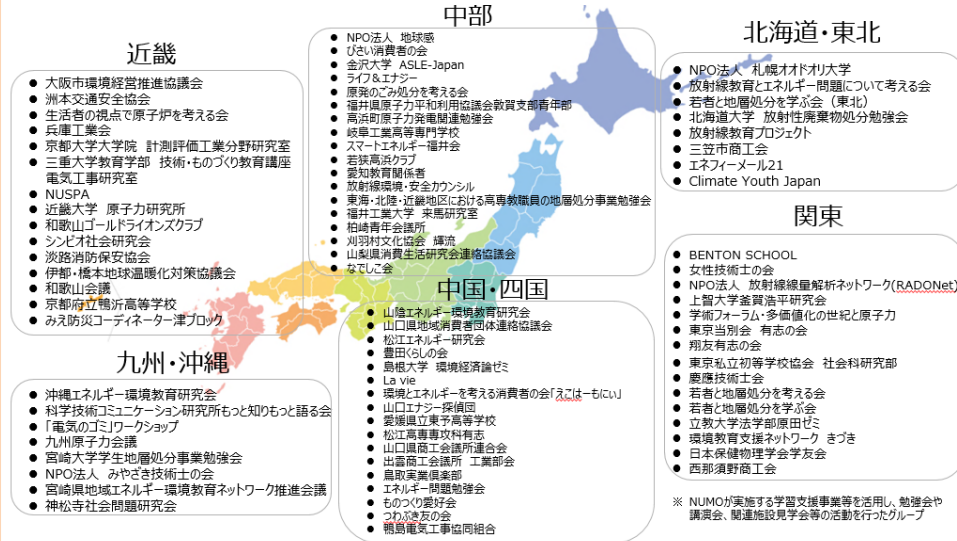 近畿
● 大阪市環境経営推進協議会
● 洲本交通安全協会
● 生活者の視点で原子炉を考える会
● 兵庫工業会
● 京都大学大学院 計測評価工業分野研究室
● 三重大学教育学部 技術・ものづくり教育講座
電気工事研究室
● NUSPA
● 近畿大学 原子力研究所
● 和歌山ゴールドライオンズクラブ
● シンビオ社会研究会
● 淡路消防保安協会
● 伊都・橋本地球温暖化対策協議会
● 和歌山会議
● 京都府立鴨沂高等学校
● みえ防災コーディネーター津ブロック
中部
● NPO法人 地球感
● びさい消費者の会
● 金沢大学 ASLE-Japan
● ライフ＆エナジー
● 原発のごみ処分を考える会
● 福井県原子力平和利用協議会敦賀支部青年部
● 高浜町原子力発電関連勉強会
● 岐阜工業高等専門学校
● スマートエネルギー福井会
● 若狭高浜クラブ
● 愛知教育関係者
● 放射線環境・安全カウンシル
● 東海・北陸・近畿地区における高専教職員の地層処分事業勉強会
● 福井工業大学 来馬研究室
● 柏崎青年会議所
● 刈羽村文化協会 輝流
● 山梨県消費生活研究会連絡協議会
● なでしこ会
北海道・東北
● NPO法人 札幌オオドオリ大学
● 放射線教育とエネルギー問題について考える会
● 若者と地層処分を学ぶ会（東北）
● 北海道大学 放射性廃棄物処分勉強会
● 放射線教育プロジェクト
● 三笠市商工会
● エネフィーメール21
● Climate Youth Japan
関東
● BENTON SCHOOL
● 女性技術士の会
● NPO法人 放射線線量解析ネットワーク(RADONet)
● 上智大学釜賀浩平研究会
● 学術フォーラム・多価値化の世紀と原子力
● 東京当別会 有志の会
● 翔友有志の会
● 東京私立初等学校協会 社会科研究部
● 慶應技術士会
● 若者と地層処分を考える会
● 若者と地層処分を学ぶ会
● 立教大学法学部原田ゼミ
● 環境教育支援ネットワーク きづき
● 日本保健物理学会学友会
● 西那須野商工会
九州・沖縄
● 沖縄エネルギー環境教育研究会
● 科学技術コミュニケーション研究所もっと知りもっと語る会
● 「電気のゴミ」ワークショップ
● 九州原子力会議
● 宮崎大学学生地層処分事業勉強会
● NPO法人 みやざき技術士の会
● 宮崎県地域エネルギー環境教育ネットワーク推進会議
● 神松寺社会問題研究会
中国・四国
● 山陰エネルギー環境教育研究会
● 山口県地域消費者団体連絡協議会
● 松江エネルギー研究会
● 豊田くらしの会
● 島根大学 環境経済論ゼミ
● La vie
● 環境とエネルギーを考える消費者の会「えこはーもにぃ」
● 山口エナジー探偵団
● 愛媛県立東予高等学校
● 松江高専専攻科有志
● 山口県商工会議所連合会
● 出雲商工会議所 工業部会
● 鳥取実業倶楽部
● エネルギー問題勉強会
● ものつくり愛好会
● つわぶき友の会
● 鴨島電気工事協同組合
※ NUMOが実施する学習支援事業等を活用し、勉強会や
講演会、関連施設見学会等の活動を行ったグループ